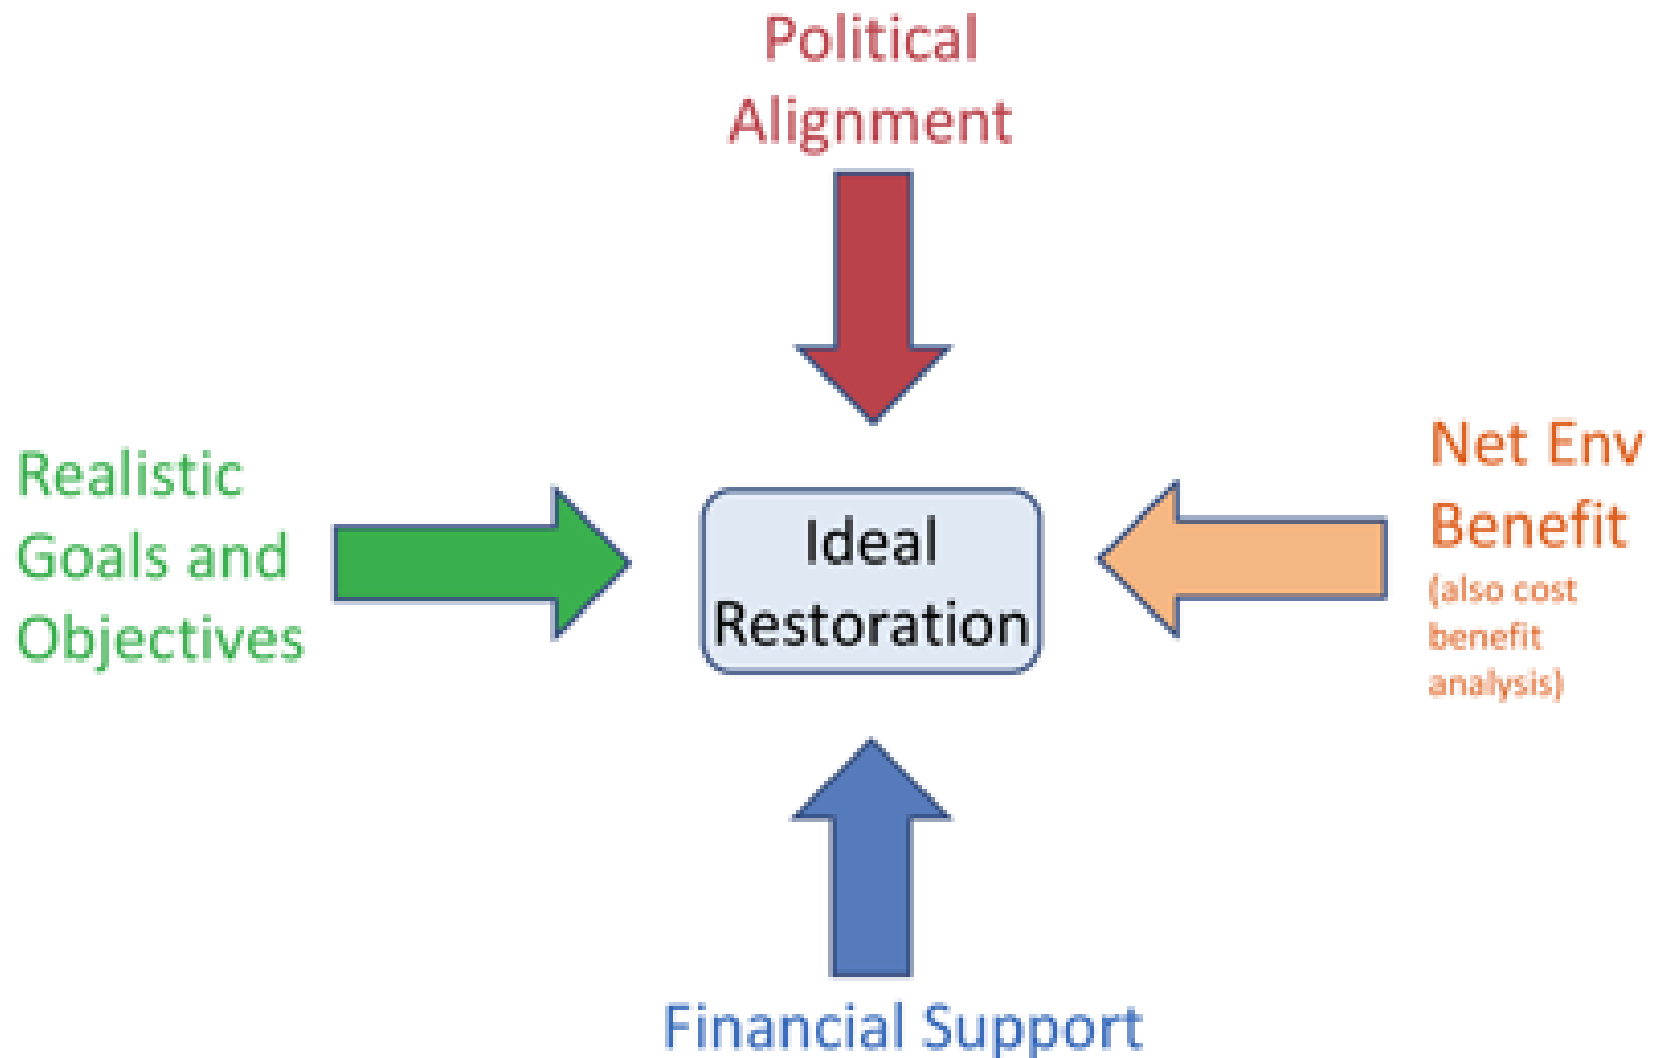 Political
Alignment
Realistic
Goals and
Objectives
Ideal
Restoration
Net Env
Benefit
(also cost
benefit
analysis)
Financial Support